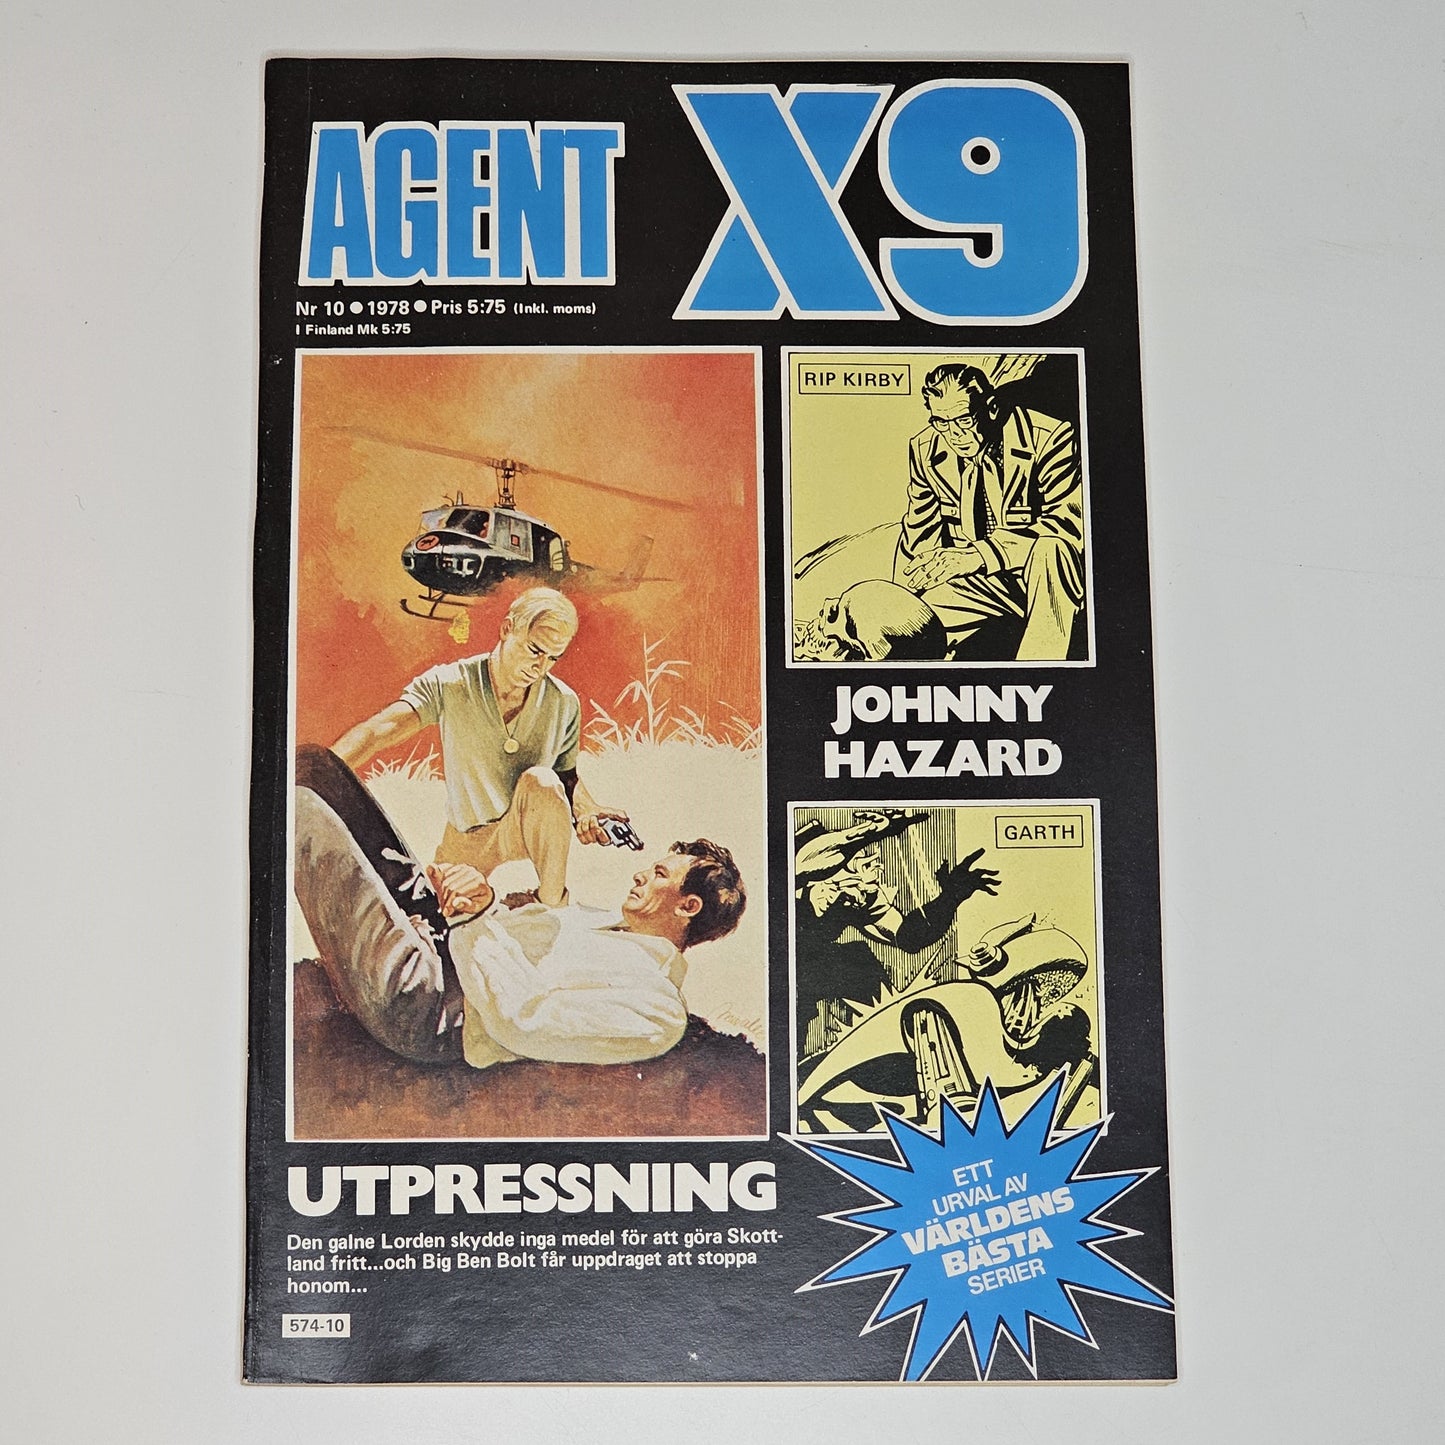 AGENT X9
Nr 10 ● 1978 ● Pris 5:75 (Inkl. moms)
I Finland Mk 5:75
RIP KIRBY
JOHNNY
HAZARD
GARTH
UTPRESSNING
Den galne Lorden skydde inga medel för att göra Skott-
land fritt...och Big Ben Bolt får uppdraget att stoppa
honom...
574-10
ETT
URVAL AV
VÄRLDENS
BÄSTA
SERIER